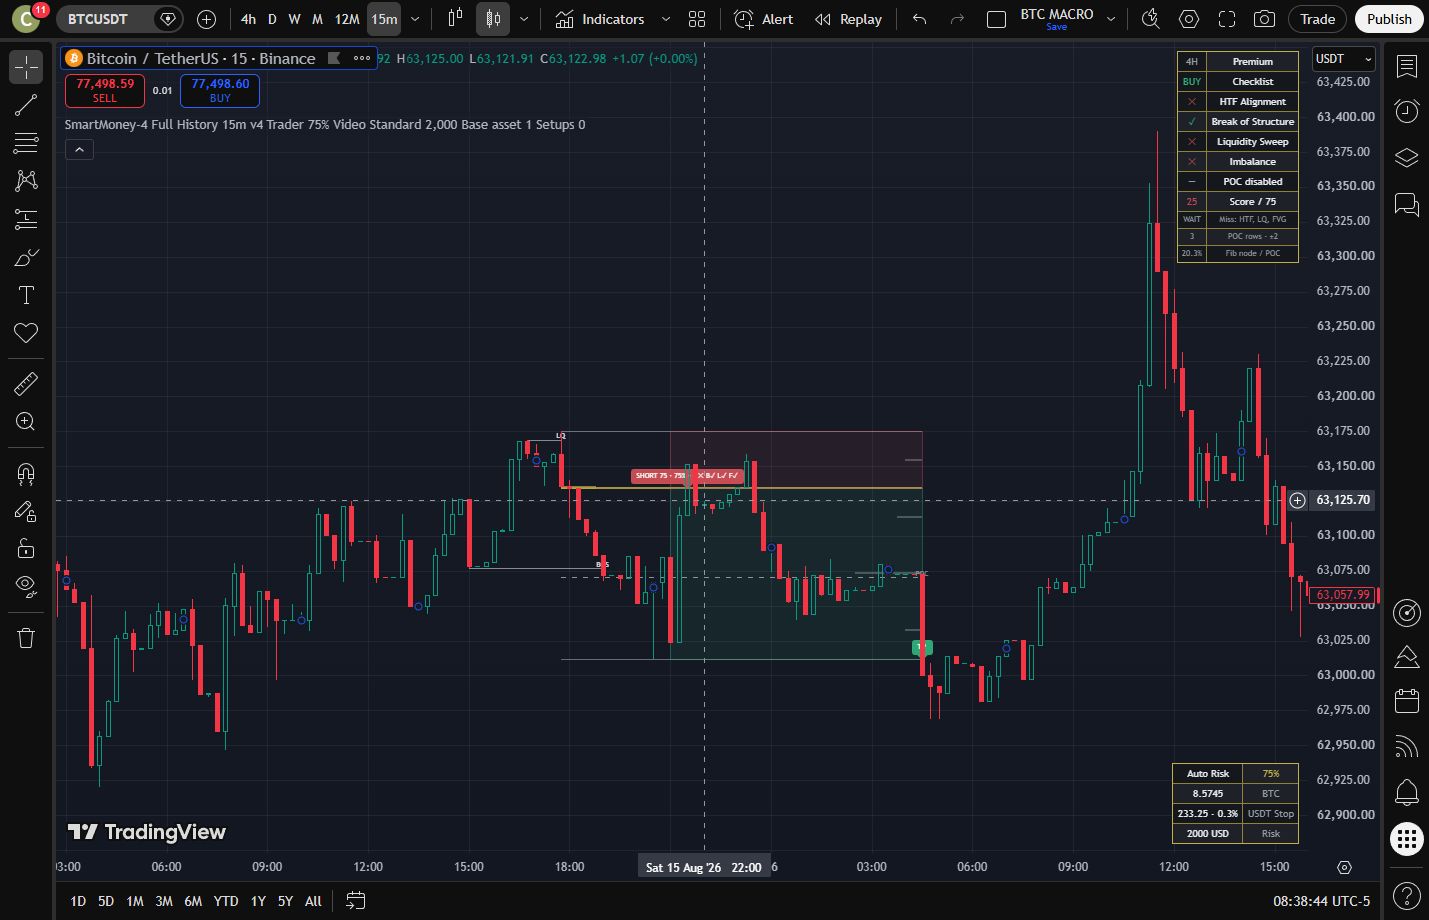 C 11 BTCUSDT 4h D W M 12M 15m Indicators Alert Replay BTC MACRO Save Trade Publish
Bitcoin / TetherUS · 15 · Binance 92 H63,125.00 L63,121.91 C63,122.98 +1.07 (+0.00%)
77,498.59 SELL
0.01
77,498.60 BUY
SmartMoney-4 Full History 15m v4 Trader 75% Video Standard 2,000 Base asset 1 Setups 0
4H Premium
BUY Checklist
✕ HTF Alignment
✓ Break of Structure
✕ Liquidity Sweep
✕ Imbalance
— POC disabled
25 Score / 75
WAIT Miss: HTF, LQ, FVG
3 POC rows - ±2
20.3% Fib node / POC
USDT
63,425.00
63,400.00
63,375.00
63,350.00
63,325.00
63,300.00
63,275.00
63,250.00
63,225.00
63,200.00
63,175.00
63,150.00
63,125.70
63,100.00
63,075.00
63,057.99
63,050.00
63,025.00
63,000.00
62,975.00
62,950.00
62,925.00
62,900.00
LQ
SHORT 75 - 75%
B✓ L✓ F✓
POC
Auto Risk 75%
8.5745 BTC
233.25 - 0.3% USDT Stop
2000 USD Risk
TradingView
03:00 06:00 09:00 12:00 15:00 18:00 Sat 15 Aug '26 22:00 03:00 06:00 09:00 12:00 15:00
1D 5D 1M 3M 6M YTD 1Y 5Y All 08:38:44 UTC-5